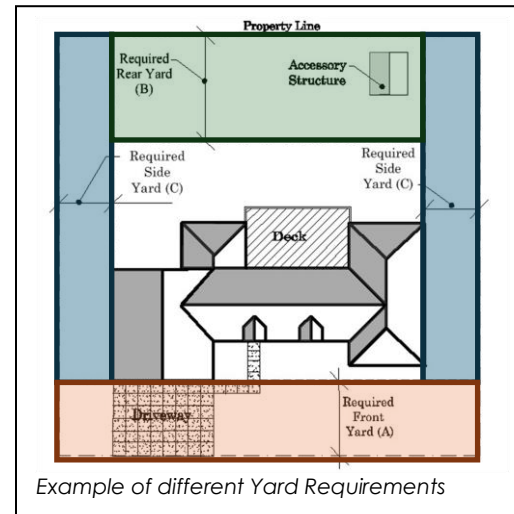 Property Line
Required
Rear Yard
(B)
Accessory
Structure
Required
Side
Yard (C)
Required
Side
Yard (C)
Deck
Driveway
Required
Front
Yard (A)
Example of different Yard Requirements